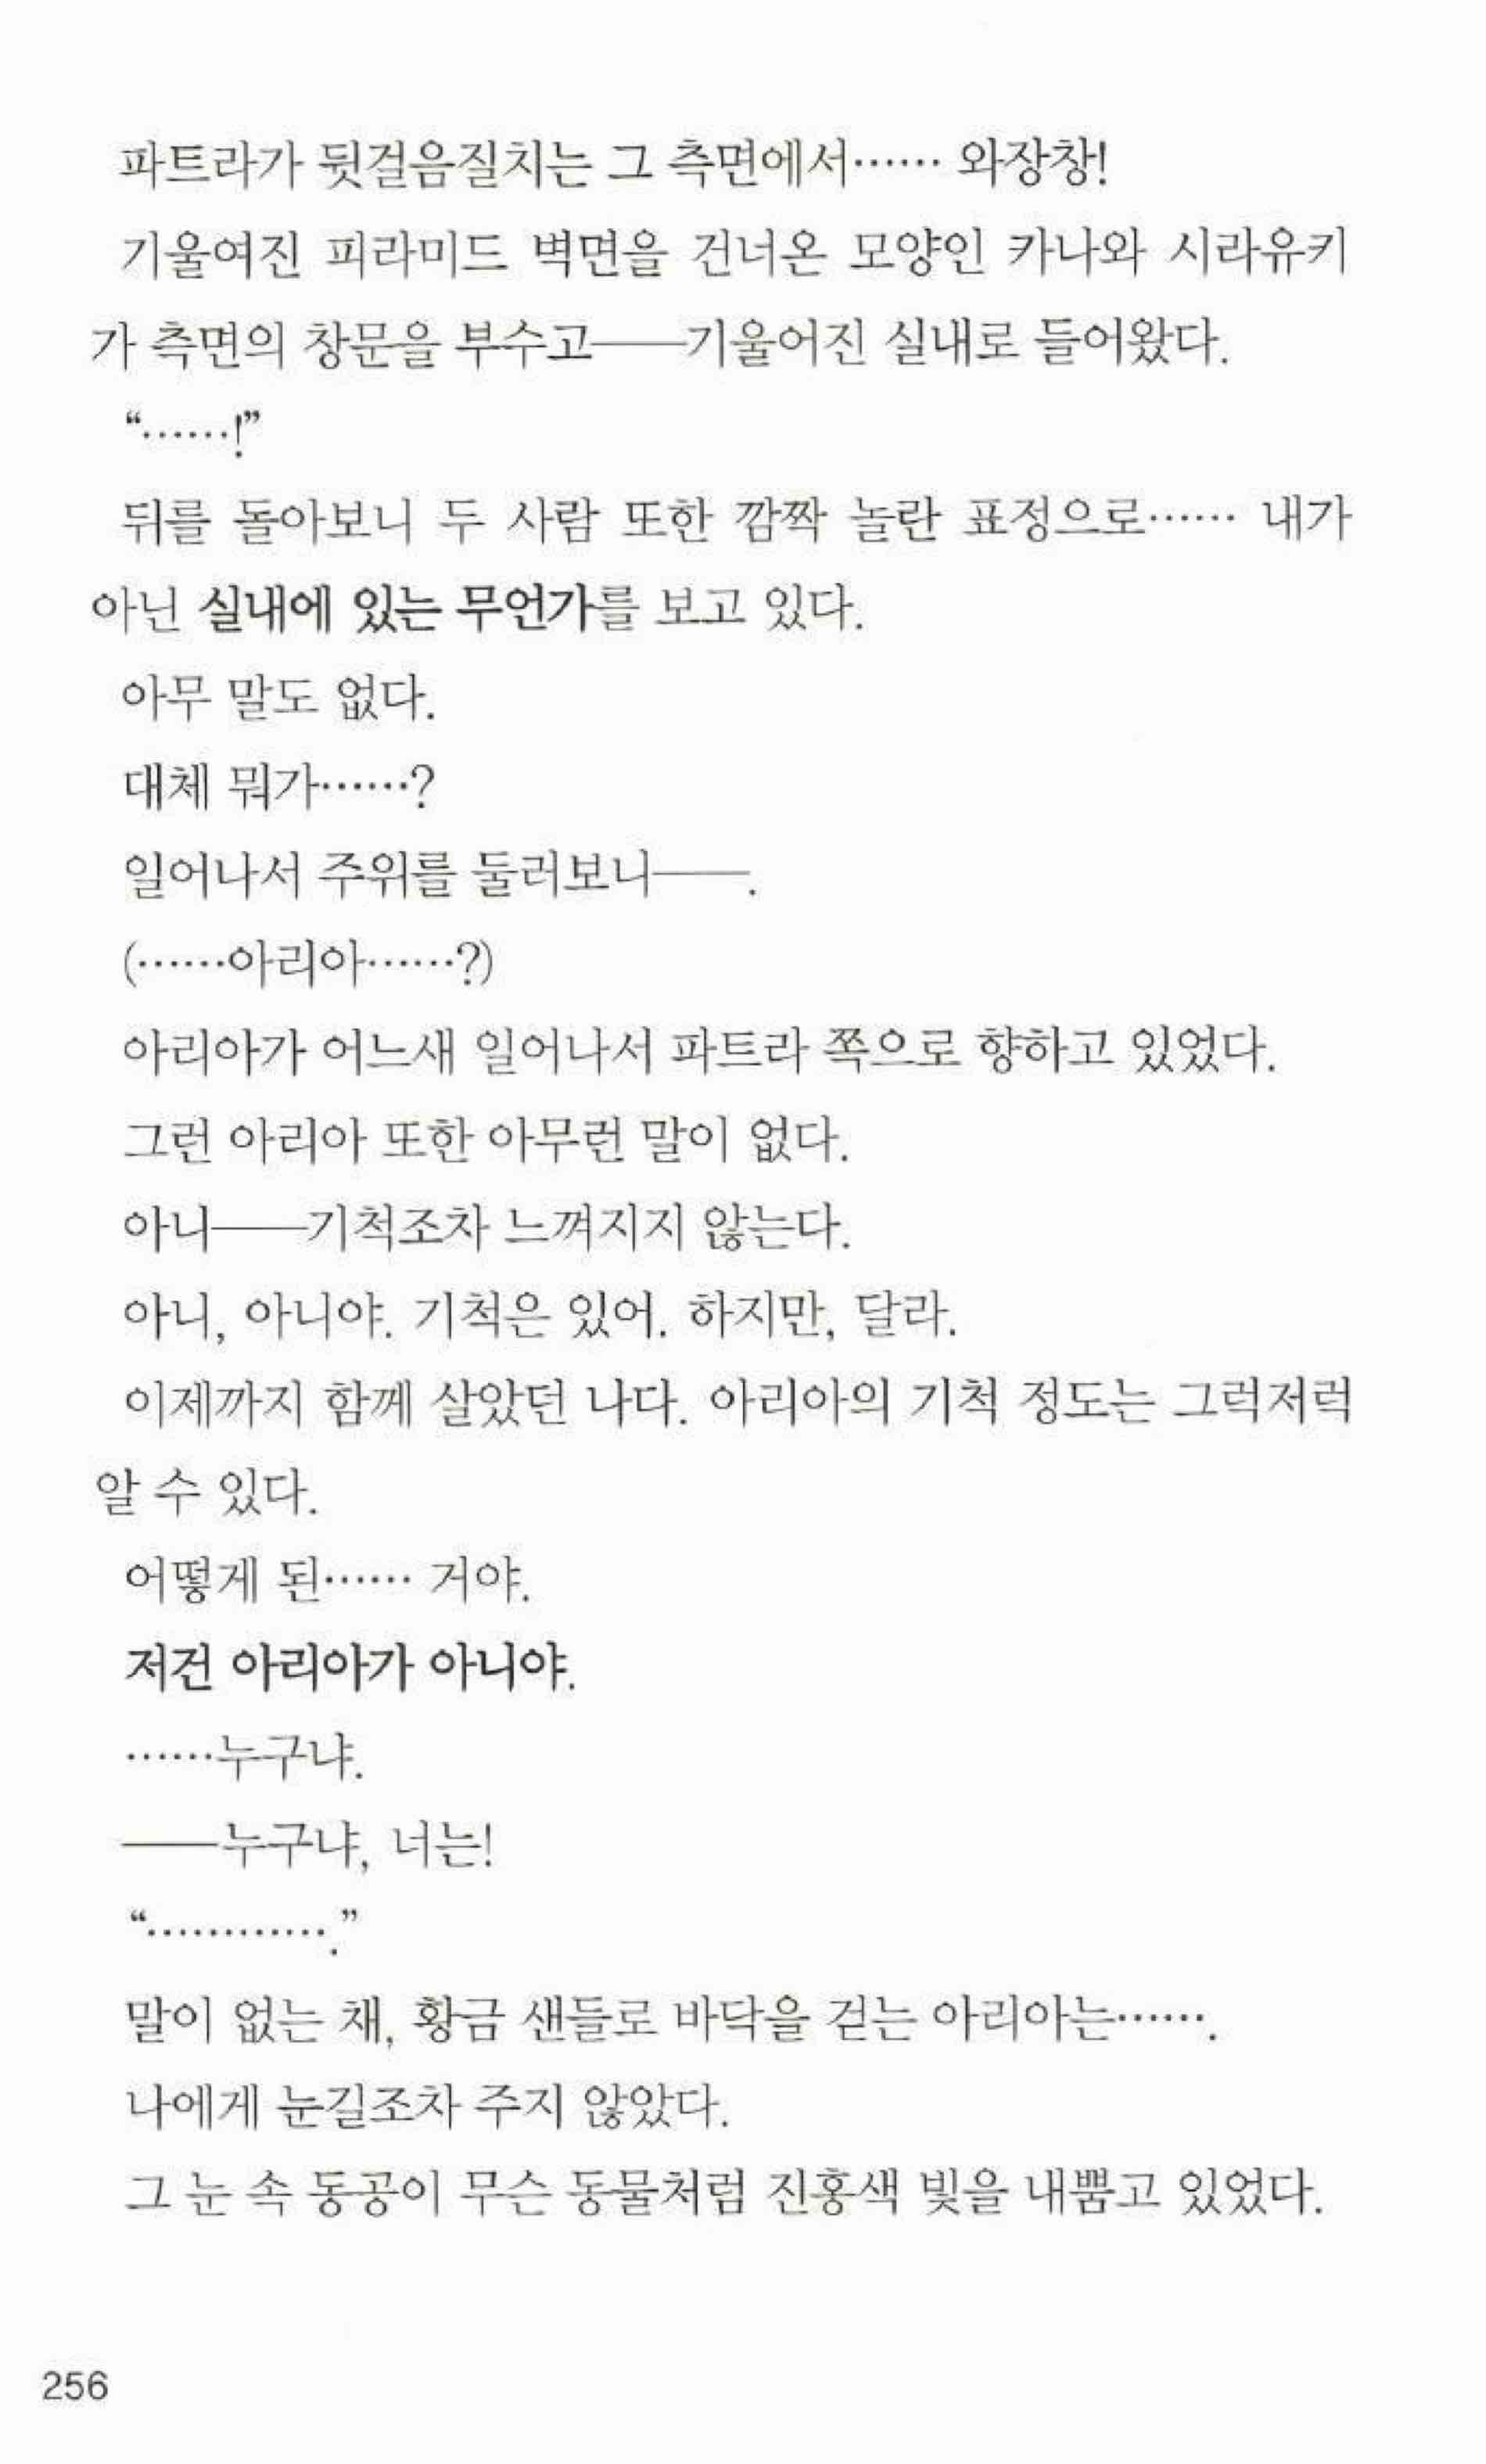 파트라가 뒷걸음질치는 그 측면에서…… 와장창!
기울여진 피라미드 벽면을 건너온 모양인 카나와 시라유키
가 측면의 창문을 부수고──기울어진 실내로 들어왔다.
“……!”
뒤를 돌아보니 두 사람 또한 깜짝 놀란 표정으로…… 내가
아닌 실내에 있는 무언가를 보고 있다.
아무 말도 없다.
대체 뭐가……?
일어나서 주위를 둘러보니──.
(……아리아……?)
아리아가 어느새 일어나서 파트라 쪽으로 향하고 있었다.
그런 아리아 또한 아무런 말이 없다.
아니──기척조차 느껴지지 않는다.
아니, 아니야. 기척은 있어. 하지만, 달라.
이제까지 함께 살았던 나다. 아리아의 기척 정도는 그럭저럭
알 수 있다.
어떻게 된…… 거야.
저건 아리아가 아니야.
……누구냐.
──누구냐, 너는!
“………….”
말이 없는 채, 황금 샌들로 바닥을 걷는 아리아는…….
나에게 눈길조차 주지 않았다.
그 눈 속 동공이 무슨 동물처럼 진홍색 빛을 내뿜고 있었다.
256